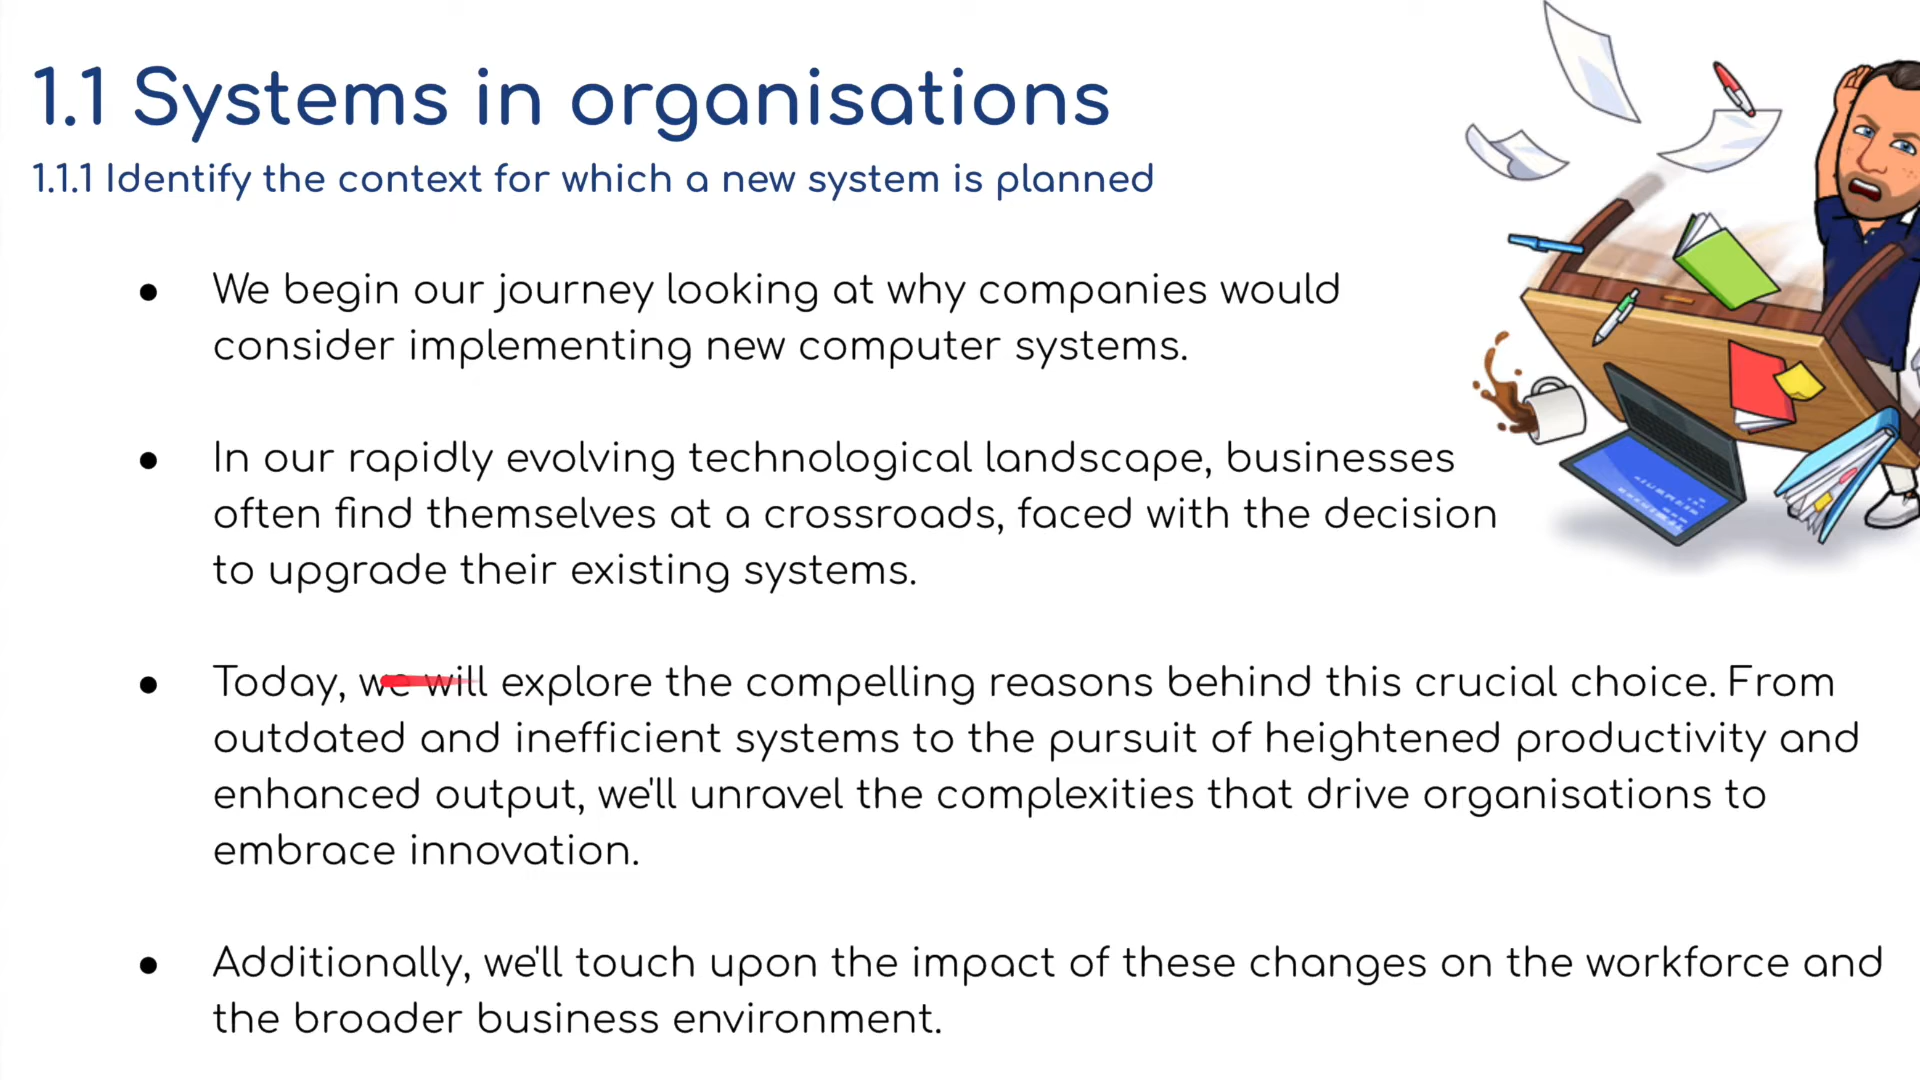 1.1 Systems in organisations
1.1.1 Identify the context for which a new system is planned
● We begin our journey looking at why companies would
consider implementing new computer systems.
● In our rapidly evolving technological landscape, businesses
often find themselves at a crossroads, faced with the decision
to upgrade their existing systems.
● Today, we will explore the compelling reasons behind this crucial choice. From
outdated and inefficient systems to the pursuit of heightened productivity and
enhanced output, we'll unravel the complexities that drive organisations to
embrace innovation.
● Additionally, we'll touch upon the impact of these changes on the workforce and
the broader business environment.